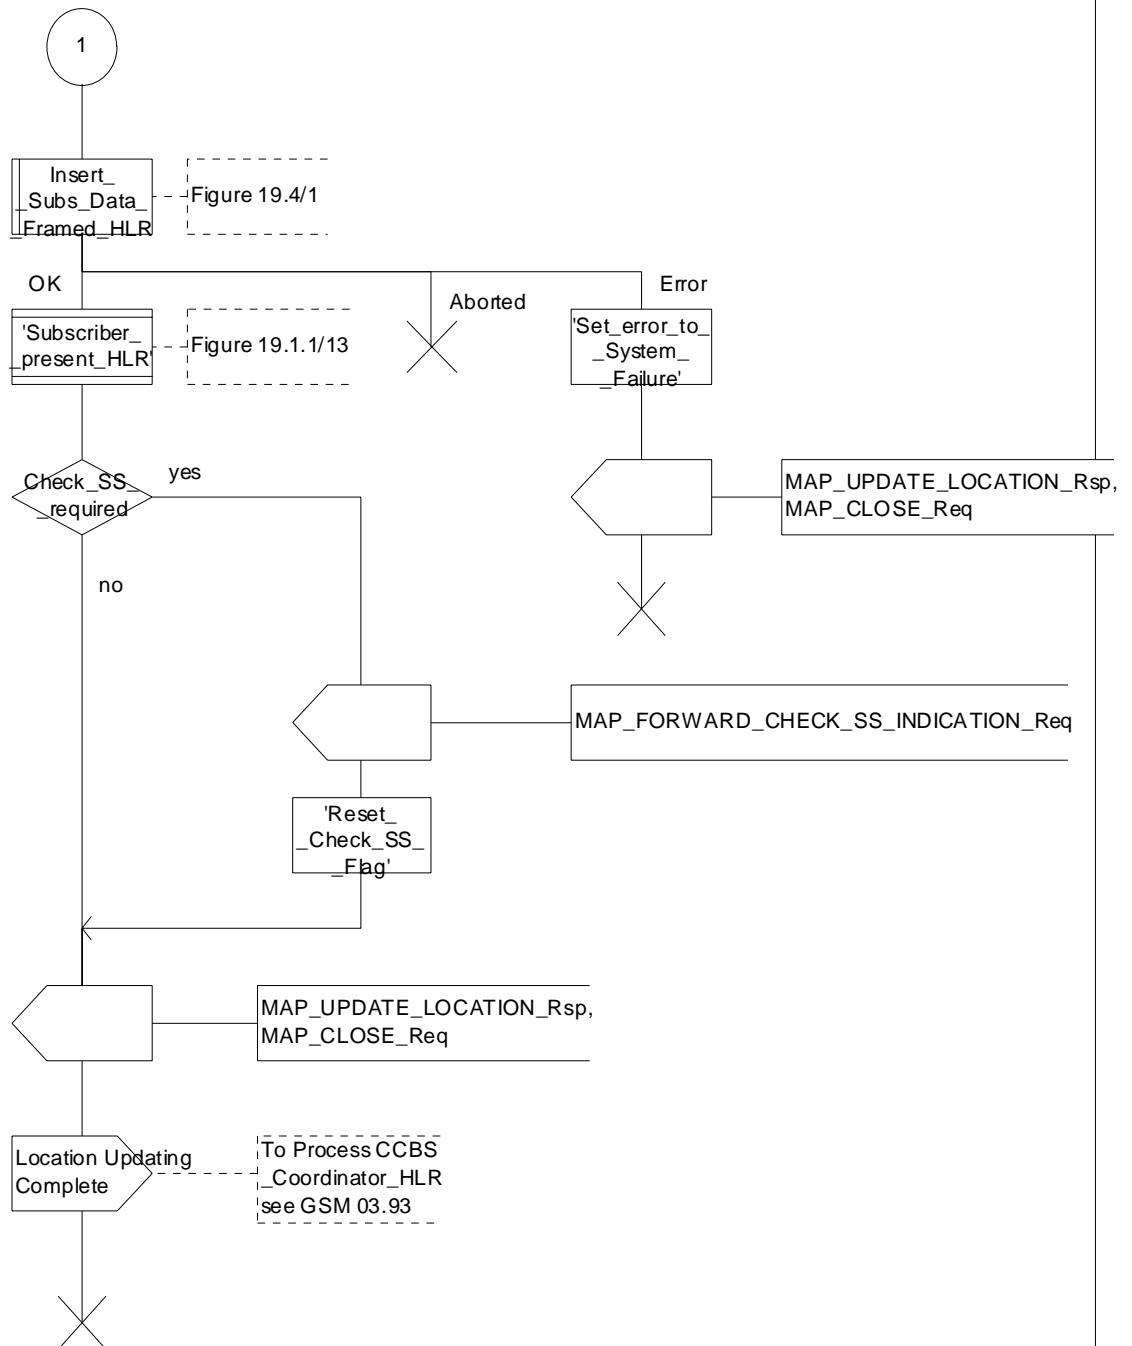 1
Insert_
_Subs_Data_
_Framed_HLR
Figure 19.4/1
OK
Aborted
Error
'Subscriber_
_present_HLR'
Figure 19.1.1/13
'Set_error_to_
_System_
_Failure'
Check_SS_
_required
yes
no
MAP_UPDATE_LOCATION_Rsp,
MAP_CLOSE_Req
MAP_FORWARD_CHECK_SS_INDICATION_Req
'Reset_
_Check_SS_
_Flag'
MAP_UPDATE_LOCATION_Rsp,
MAP_CLOSE_Req
Location Updating
Complete
To Process CCBS
_Coordinator_HLR
see GSM 03.93